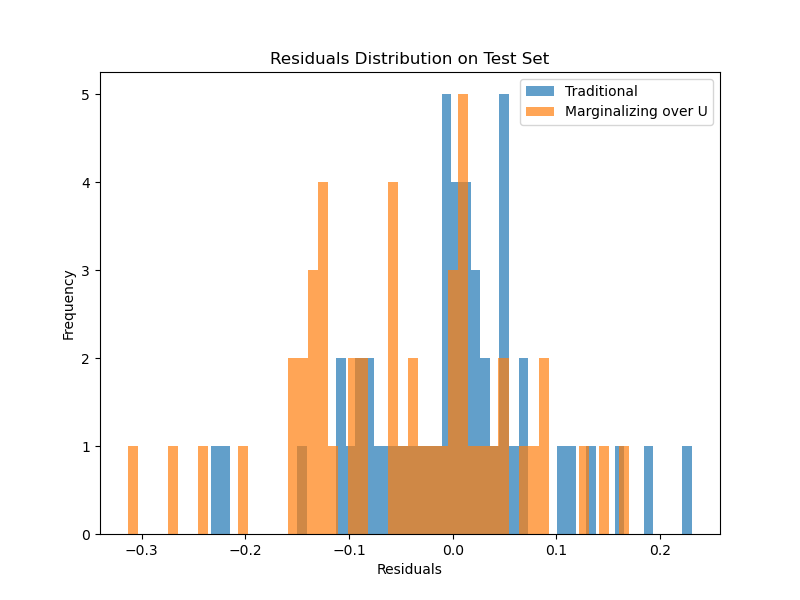 Residuals Distribution on Test Set
Traditional
Marginalizing over U
5
4
3
2
1
0
Frequency
−0.3 −0.2 −0.1 0.0 0.1 0.2
Residuals